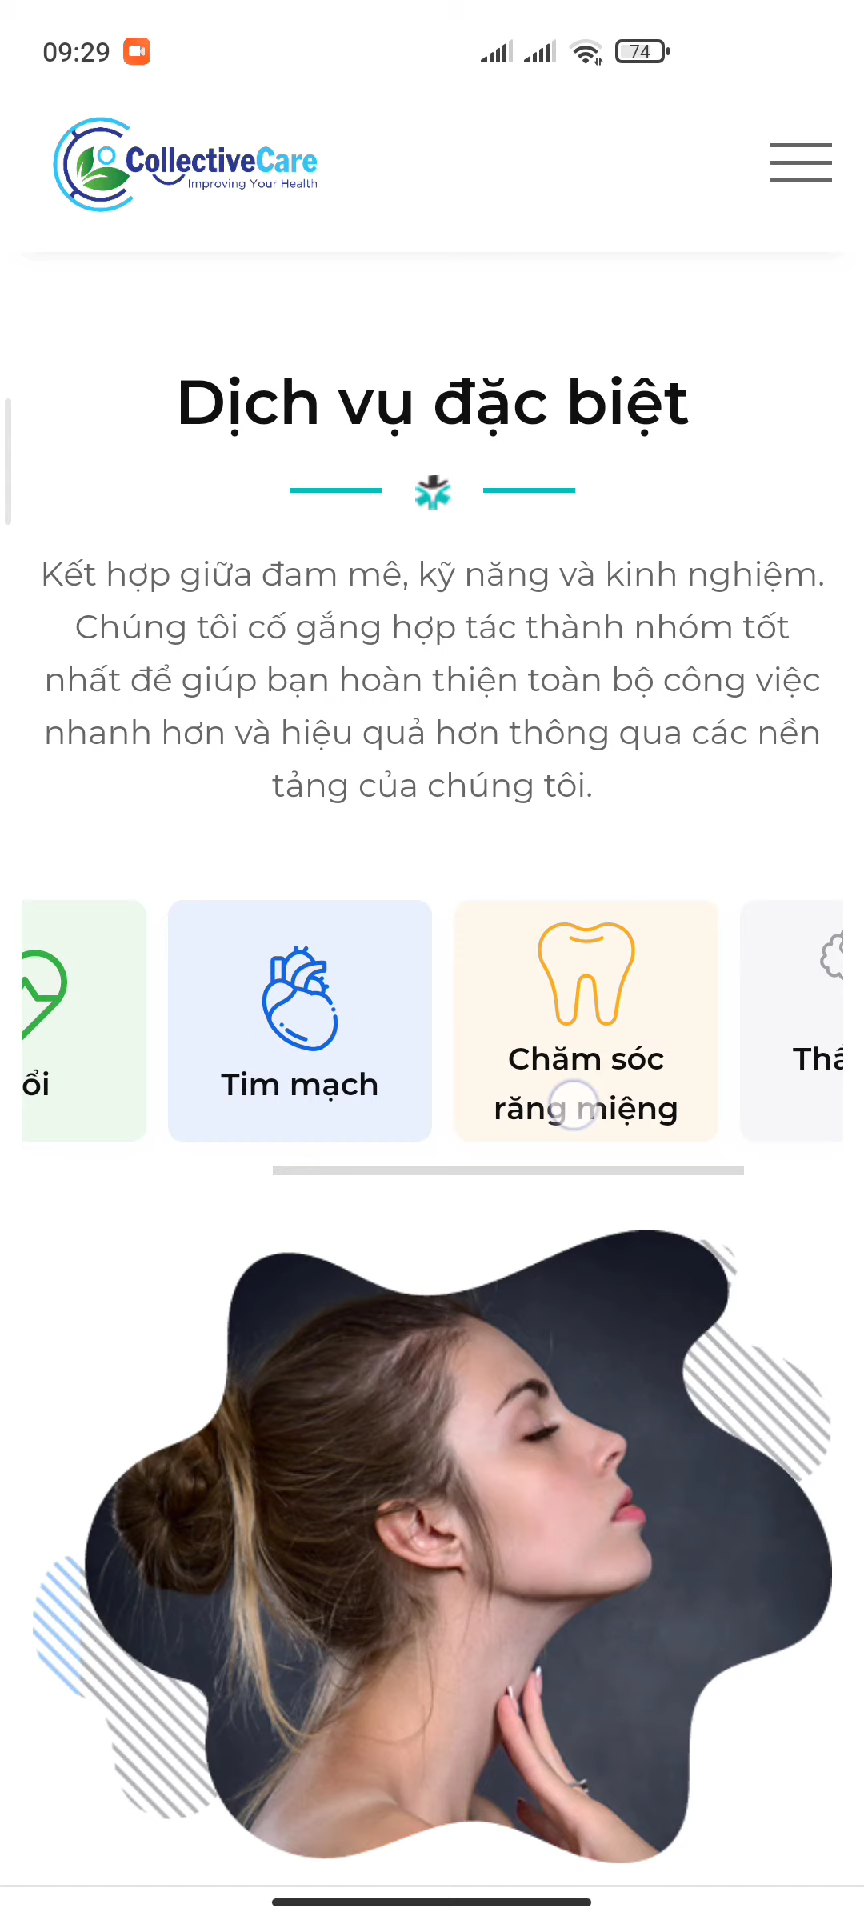 09:29
74
CollectiveCare
Improving Your Health
Dịch vụ đặc biệt
Kết hợp giữa đam mê, kỹ năng và kinh nghiệm.
Chúng tôi cố gắng hợp tác thành nhóm tốt
nhất để giúp bạn hoàn thiện toàn bộ công việc
nhanh hơn và hiệu quả hơn thông qua các nền
tảng của chúng tôi.
Tim mạch
Chăm sóc
răng miệng